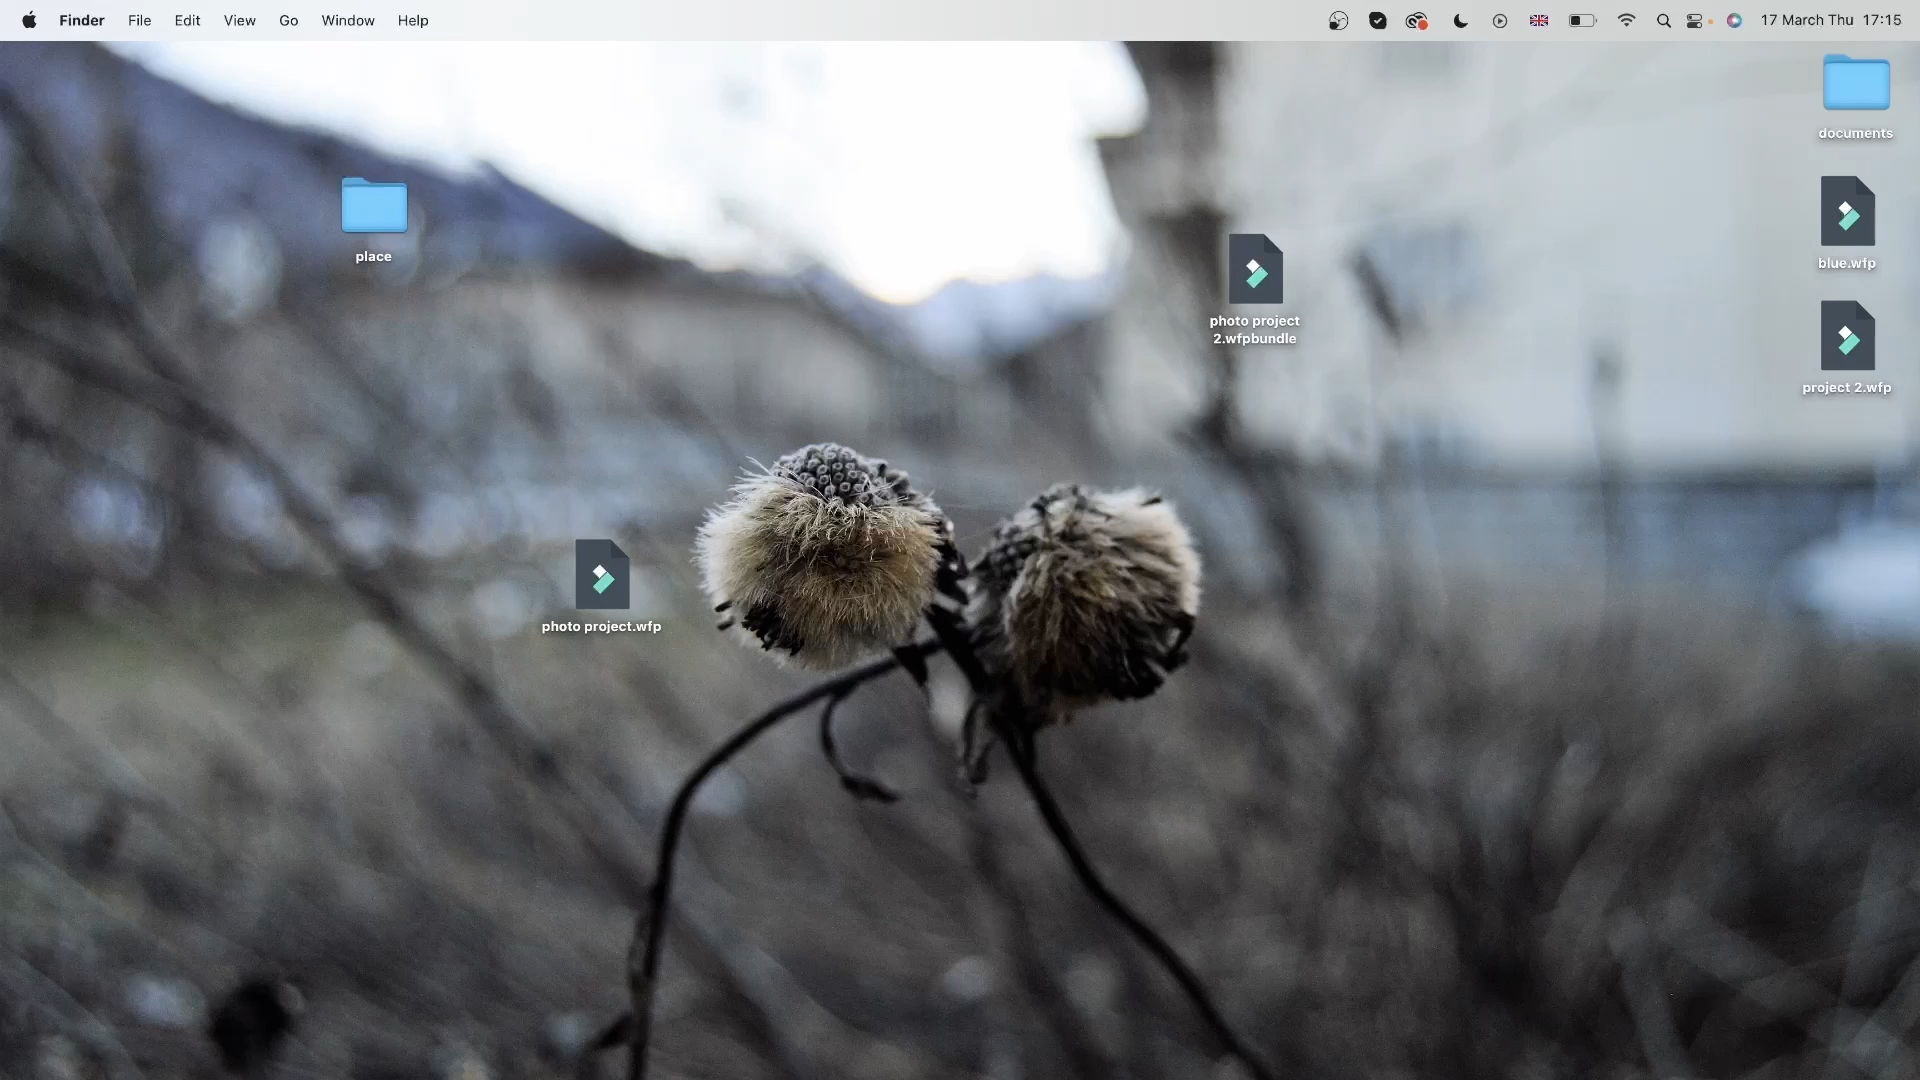 Finder File Edit View Go Window Help 17 March Thu 17:15
documents
place
blue.wfp
photo project
2.wfpbundle
project 2.wfp
photo project.wfp